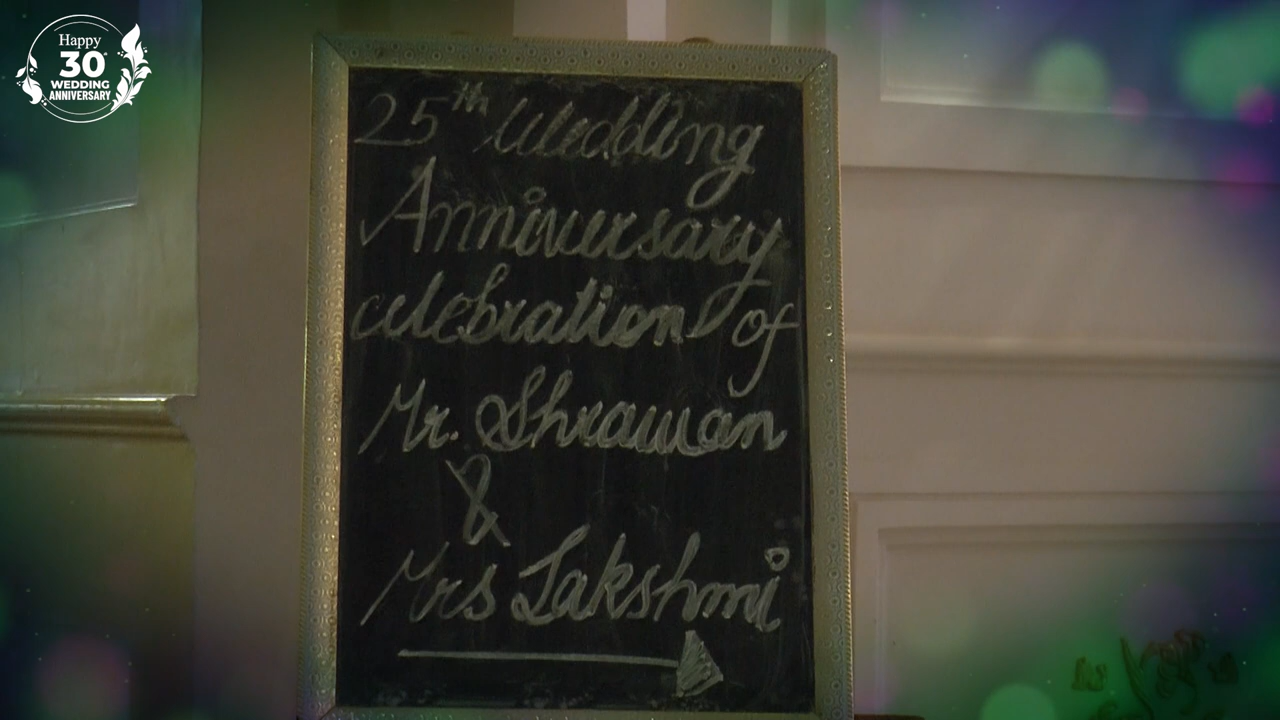 Happy
30
WEDDING
ANNIVERSARY
25th Wedding
Anniversary
celebration of
Mr. Shrawan
&
Mrs Lakshmi